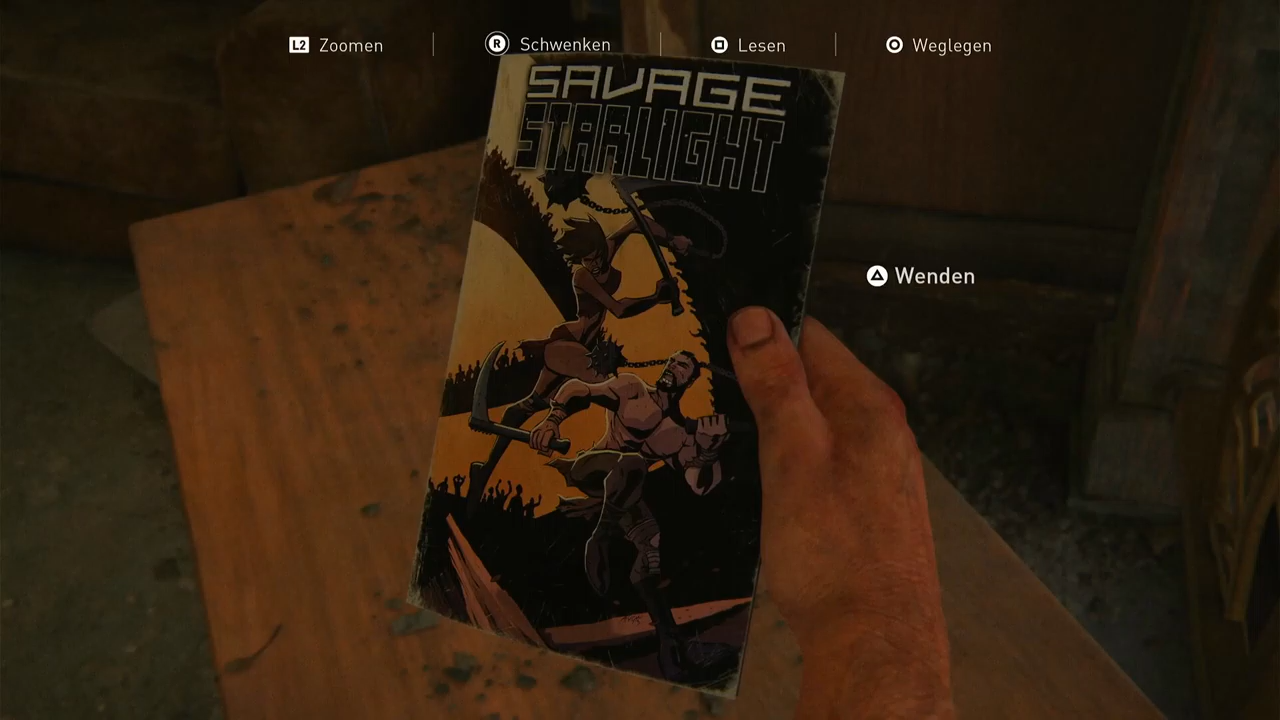 L2 Zoomen
R Schwenken
Lesen
Weglegen
SAVAGE
STARLIGHT
Wenden